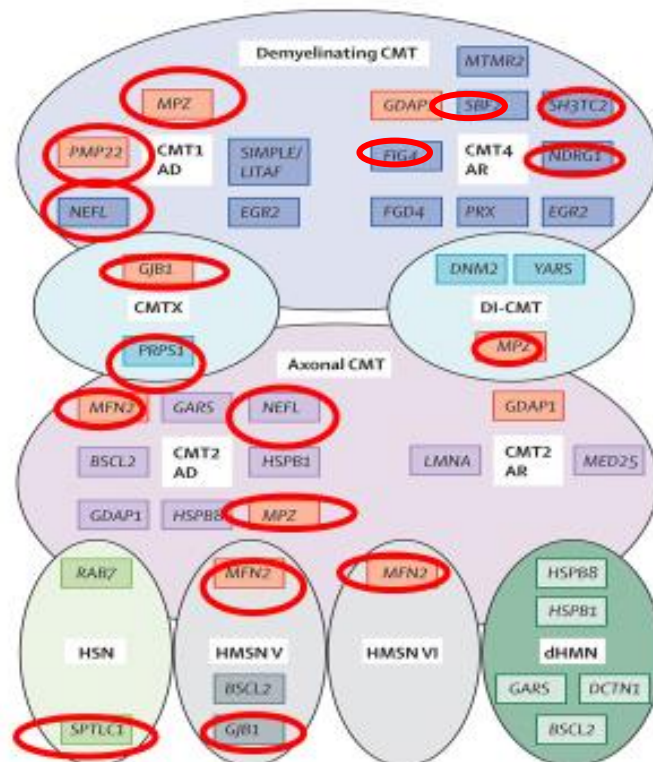 Demyelinating CMT
MTMR2
MPZ
GDAP
SBF2
SH3TC2
PMP22
CMT1
AD
SIMPLE/
LITAF
FIG4
CMT4
AR
NDRG1
NEFL
EGR2
FGD4
PRX
EGR2
GJB1
CMTX
PRPS1
DNM2
YARS
DI-CMT
MPZ
Axonal CMT
MFN2
GARS
NEFL
GDAP1
BSCL2
CMT2
AD
HSPB1
LMNA
CMT2
AR
MED25
GDAP1
HSPB8
MPZ
RAB7
HSN
SPTLC1
MFN2
HMSN V
BSCL2
GJB1
MFN2
HMSN VI
HSPB8
HSPB1
dHMN
GARS
DCTN1
BSCL2